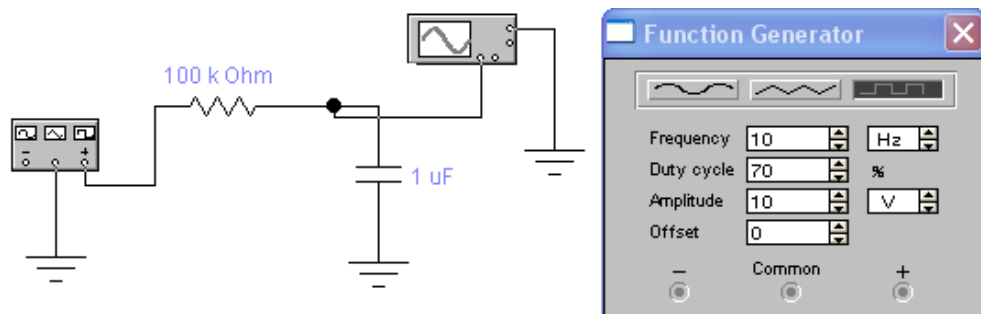 100 k Ohm
1 uF
Function Generator
Frequency 10 Hz
Duty cycle 70 %
Amplitude 10 V
Offset 0
− Common +